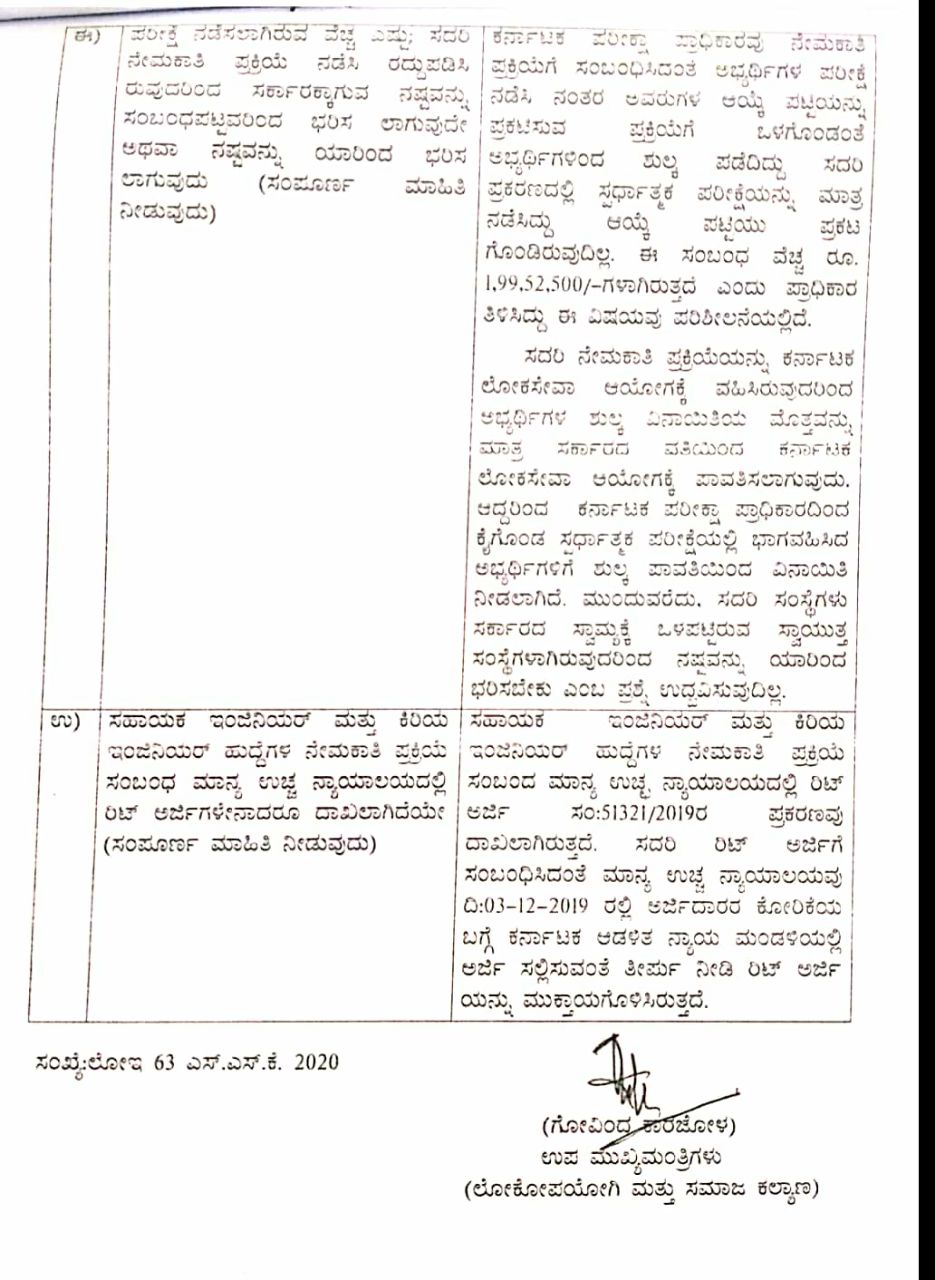 ಈ)
ಪರೀಕ್ಷೆ ನಡೆಸಲಾಗಿರುವ ವೆಚ್ಚ ಎಷ್ಟು; ಸದರಿ
ನೇಮಕಾತಿ ಪ್ರಕ್ರಿಯೆ ನಡೆಸಿ ರದ್ದುಪಡಿಸಿ
ರುವುದರಿಂದ ಸರ್ಕಾರಕ್ಕಾಗುವ ನಷ್ಟವನ್ನು
ಸಂಬಂಧಪಟ್ಟವರಿಂದ ಭರಿಸ ಲಾಗುವುದೇ
ಅಥವಾ ನಷ್ಟವನ್ನು ಯಾರಿಂದ ಭರಿಸ
ಲಾಗುವುದು (ಸಂಪೂರ್ಣ ಮಾಹಿತಿ
ನೀಡುವುದು)
ಕರ್ನಾಟಕ ಪರೀಕ್ಷಾ ಪ್ರಾಧಿಕಾರವು ನೇಮಕಾತಿ
ಪ್ರಕ್ರಿಯೆಗೆ ಸಂಬಂಧಿಸಿದಂತೆ ಅಭ್ಯರ್ಥಿಗಳ ಪರೀಕ್ಷೆ
ನಡೆಸಿ ನಂತರ ಅವರುಗಳ ಆಯ್ಕೆ ಪಟ್ಟಿಯನ್ನು
ಪ್ರಕಟಿಸುವ ಪ್ರಕ್ರಿಯೆಗೆ ಒಳಗೊಂಡಂತೆ
ಅಭ್ಯರ್ಥಿಗಳಿಂದ ಶುಲ್ಕ ಪಡೆದಿದ್ದು ಸದರಿ
ಪ್ರಕರಣದಲ್ಲಿ ಸ್ಪರ್ಧಾತ್ಮಕ ಪರೀಕ್ಷೆಯನ್ನು ಮಾತ್ರ
ನಡೆಸಿದ್ದು ಆಯ್ಕೆ ಪಟ್ಟಿಯು ಪ್ರಕಟ
ಗೊಂಡಿರುವುದಿಲ್ಲ. ಈ ಸಂಬಂಧ ವೆಚ್ಚ ರೂ.
1,99,52,500/-ಗಳಾಗಿರುತ್ತದೆ ಎಂದು ಪ್ರಾಧಿಕಾರ
ತಿಳಿಸಿದ್ದು ಈ ವಿಷಯವು ಪರಿಶೀಲನೆಯಲ್ಲಿದೆ.
ಸದರಿ ನೇಮಕಾತಿ ಪ್ರಕ್ರಿಯೆಯನ್ನು ಕರ್ನಾಟಕ
ಲೋಕಸೇವಾ ಆಯೋಗಕ್ಕೆ ವಹಿಸಿರುವುದರಿಂದ
ಅಭ್ಯರ್ಥಿಗಳ ಶುಲ್ಕ ವಿನಾಯಿತಿಯ ಮೊತ್ತವನ್ನು
ಮಾತ್ರ ಸರ್ಕಾರದ ವತಿಯಿಂದ ಕರ್ನಾಟಕ
ಲೋಕಸೇವಾ ಆಯೋಗಕ್ಕೆ ಪಾವತಿಸಲಾಗುವುದು.
ಆದ್ದರಿಂದ ಕರ್ನಾಟಕ ಪರೀಕ್ಷಾ ಪ್ರಾಧಿಕಾರದಿಂದ
ಕೈಗೊಂಡ ಸ್ಪರ್ಧಾತ್ಮಕ ಪರೀಕ್ಷೆಯಲ್ಲಿ ಭಾಗವಹಿಸಿದ
ಅಭ್ಯರ್ಥಿಗಳಿಗೆ ಶುಲ್ಕ ಪಾವತಿಯಿಂದ ವಿನಾಯಿತಿ
ನೀಡಲಾಗಿದೆ. ಮುಂದುವರೆದು, ಸದರಿ ಸಂಸ್ಥೆಗಳು
ಸರ್ಕಾರದ ಸ್ವಾಮ್ಯಕ್ಕೆ ಒಳಪಟ್ಟಿರುವ ಸ್ವಾಯುತ್ತ
ಸಂಸ್ಥೆಗಳಾಗಿರುವುದರಿಂದ ನಷ್ಟವನ್ನು ಯಾರಿಂದ
ಭರಿಸಬೇಕು ಎಂಬ ಪ್ರಶ್ನೆ ಉದ್ಭವಿಸುವುದಿಲ್ಲ.
ಉ)
ಸಹಾಯಕ ಇಂಜಿನಿಯರ್ ಮತ್ತು ಕಿರಿಯ
ಇಂಜಿನಿಯರ್ ಹುದ್ದೆಗಳ ನೇಮಕಾತಿ ಪ್ರಕ್ರಿಯೆ
ಸಂಬಂಧ ಮಾನ್ಯ ಉಚ್ಚ ನ್ಯಾಯಾಲಯದಲ್ಲಿ
ರಿಟ್ ಅರ್ಜಿಗಳೇನಾದರೂ ದಾಖಲಾಗಿದೆಯೇ
(ಸಂಪೂರ್ಣ ಮಾಹಿತಿ ನೀಡುವುದು)
ಸಹಾಯಕ ಇಂಜಿನಿಯರ್ ಮತ್ತು ಕಿರಿಯ
ಇಂಜಿನಿಯರ್ ಹುದ್ದೆಗಳ ನೇಮಕಾತಿ ಪ್ರಕ್ರಿಯೆ
ಸಂಬಂದ ಮಾನ್ಯ ಉಚ್ಛ ನ್ಯಾಯಾಲಯದಲ್ಲಿ ರಿಟ್
ಅರ್ಜಿ ಸಂ:51321/2019ರ ಪ್ರಕರಣವು
ದಾಖಲಾಗಿರುತ್ತದೆ. ಸದರಿ ರಿಟ್ ಅರ್ಜಿಗೆ
ಸಂಬಂಧಿಸಿದಂತೆ ಮಾನ್ಯ ಉಚ್ಚ ನ್ಯಾಯಾಲಯವು
ದಿ:03-12-2019 ರಲ್ಲಿ ಅರ್ಜಿದಾರರ ಕೋರಿಕೆಯ
ಬಗ್ಗೆ ಕರ್ನಾಟಕ ಆಡಳಿತ ನ್ಯಾಯ ಮಂಡಳಿಯಲ್ಲಿ
ಅರ್ಜಿ ಸಲ್ಲಿಸುವಂತೆ ತೀರ್ಪು ನೀಡಿ ರಿಟ್ ಅರ್ಜಿ
ಯನ್ನು ಮುಕ್ತಾಯಗೊಳಿಸಿರುತ್ತದೆ.
ಸಂಖ್ಯೆ:ಲೋಇ 63 ಎಸ್.ಎಸ್.ಕೆ. 2020
(ಗೋವಿಂದ ಕಾರಜೋಳ)
ಉಪ ಮುಖ್ಯಮಂತ್ರಿಗಳು
(ಲೋಕೋಪಯೋಗಿ ಮತ್ತು ಸಮಾಜ ಕಲ್ಯಾಣ)